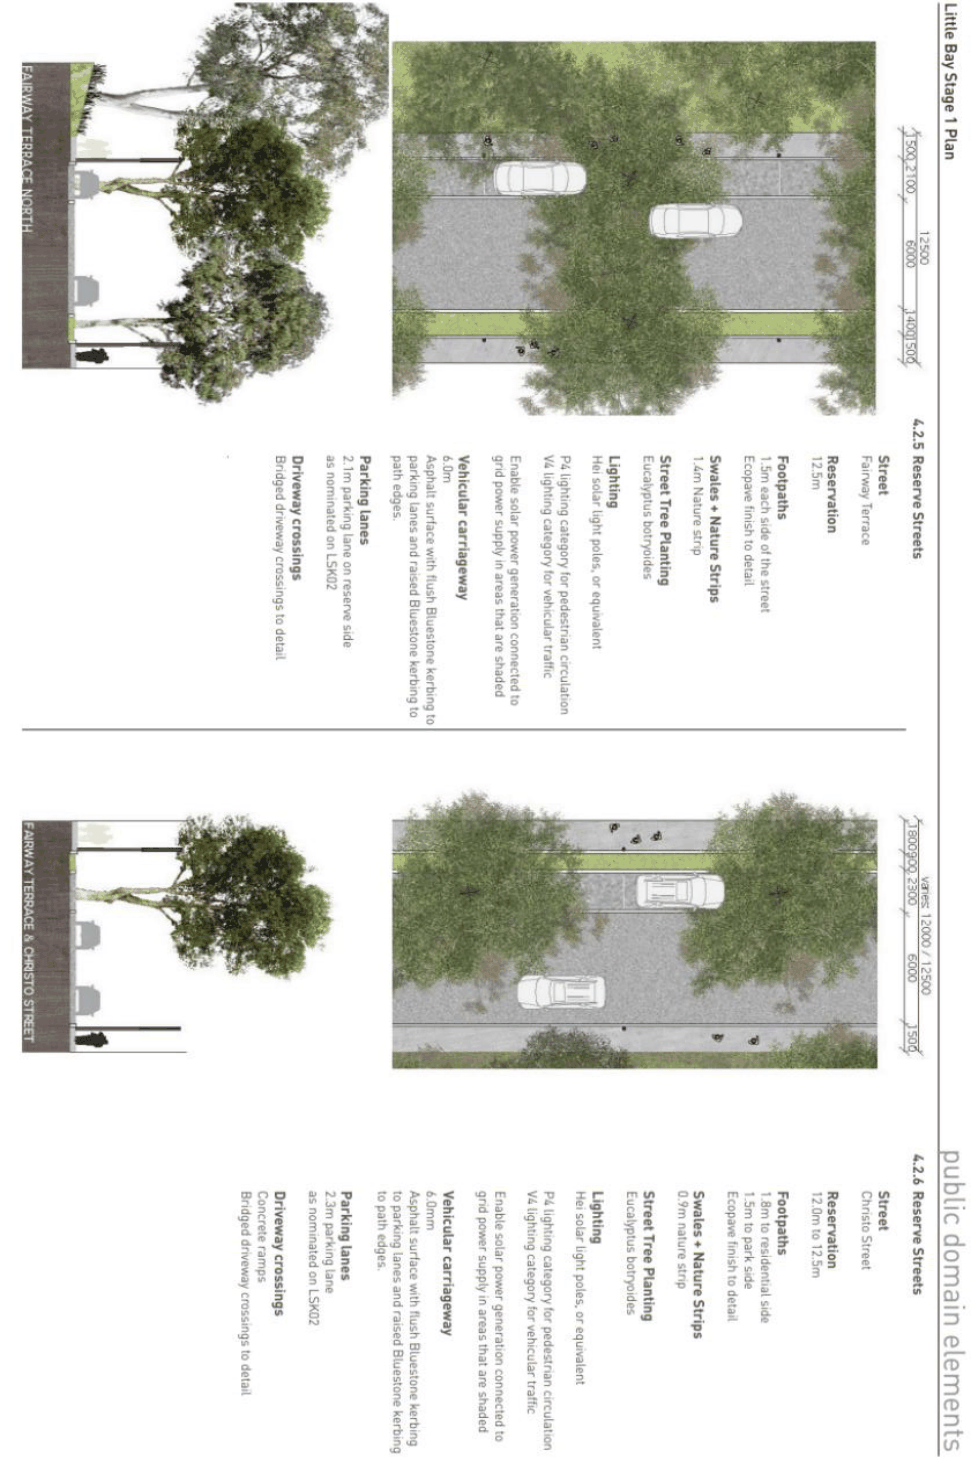 Little Bay Stage 1 Plan
public domain elements
12500
1500 2100 6000 1400 1500
FAIRWAY TERRACE NORTH
4.2.5 Reserve Streets
Street
Fairway Terrace
Reservation
12.5m
Footpaths
1.5m each side of the street
Ecopave finish to detail
Swales + Nature Strips
1.4m Nature strip
Street Tree Planting
Eucalyptus botryoides
Lighting
Hei solar light poles, or equivalent
P4 lighting category for pedestrian circulation
V4 lighting category for vehicular traffic
Enable solar power generation connected to
grid power supply in areas that are shaded
Vehicular carriageway
6.0m
Asphalt surface with flush Bluestone kerbing to
parking lanes and raised Bluestone kerbing to
path edges.
Parking lanes
2.1m parking lane on reserve side
as nominated on LSK02
Driveway crossings
Bridged driveway crossings to detail
varies: 12000 / 12500
1800 900 2300 6000 1500
FAIRWAY TERRACE & CHRISTO STREET
4.2.6 Reserve Streets
Street
Christo Street
Reservation
12.0m to 12.5m
Footpaths
1.8m to residential side
1.5m to park side
Ecopave finish to detail
Swales + Nature Strips
0.9m nature strip
Street Tree Planting
Eucalyptus botryoides
Lighting
Hei solar light poles, or equivalent
P4 lighting category for pedestrian circulation
V4 lighting category for vehicular traffic
Enable solar power generation connected to
grid power supply in areas that are shaded
Vehicular carriageway
6.0mm
Asphalt surface with flush Bluestone kerbing
to parking lanes and raised Bluestone kerbing
to path edges.
Parking lanes
2.3m parking lane
as nominated on LSK02
Driveway crossings
Concrete ramps
Bridged driveway crossings to detail